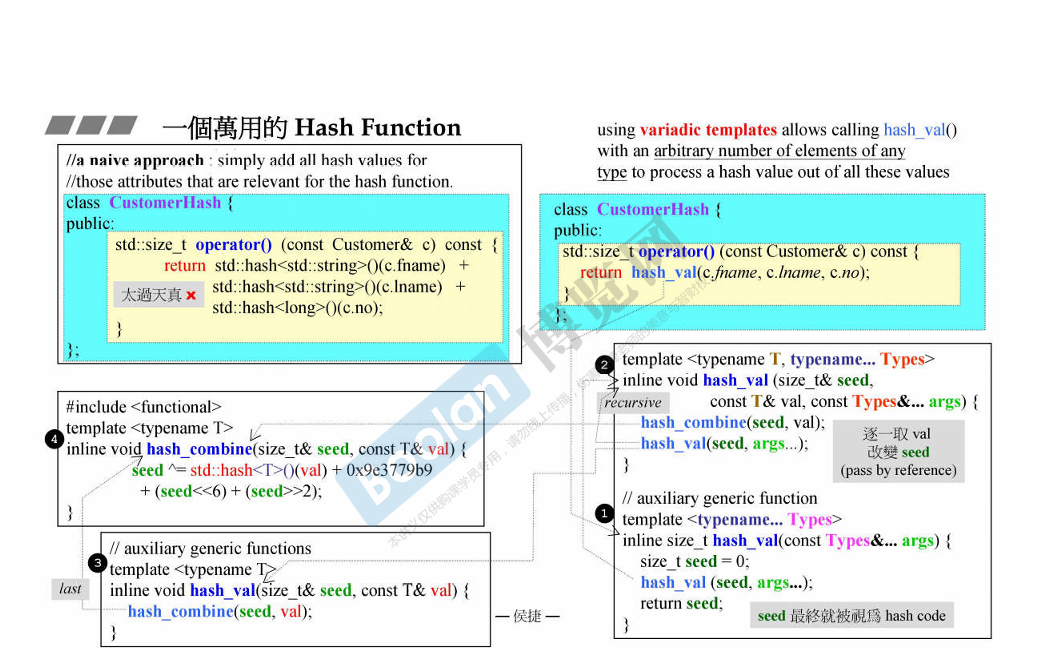 一個萬用的 Hash Function
//a naive approach : simply add all hash values for
//those attributes that are relevant for the hash function.
class CustomerHash {
public:
std::size_t operator() (const Customer& c) const {
return std::hash<std::string>()(c.fname) +
std::hash<std::string>()(c.lname) +
std::hash<long>()(c.no);
}
};
太過天真 ✖
using variadic templates allows calling hash_val()
with an arbitrary number of elements of any
type to process a hash value out of all these values
class CustomerHash {
public:
std::size_t operator() (const Customer& c) const {
return hash_val(c.fname, c.lname, c.no);
}
};
2
template <typename T, typename... Types>
inline void hash_val (size_t& seed,
const T& val, const Types&... args) {
hash_combine(seed, val);
hash_val(seed, args...);
}
recursive
逐一取 val
改變 seed
(pass by reference)
1
// auxiliary generic function
template <typename... Types>
inline size_t hash_val(const Types&... args) {
size_t seed = 0;
hash_val (seed, args...);
return seed;
}
seed 最終就被視爲 hash code
4
#include <functional>
template <typename T>
inline void hash_combine(size_t& seed, const T& val) {
seed ^= std::hash<T>()(val) + 0x9e3779b9
+ (seed<<6) + (seed>>2);
}
3
// auxiliary generic functions
template <typename T>
inline void hash_val(size_t& seed, const T& val) {
hash_combine(seed, val);
}
last
— 侯捷 —
Boolan 博览网